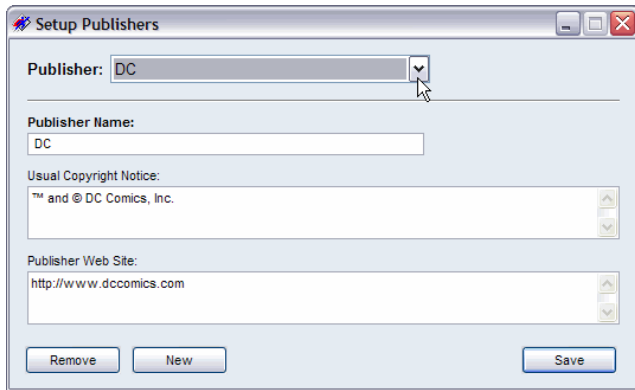 Setup Publishers
Publisher: DC
Publisher Name:
DC
Usual Copyright Notice:
™ and © DC Comics, Inc.
Publisher Web Site:
http://www.dccomics.com
Remove New Save